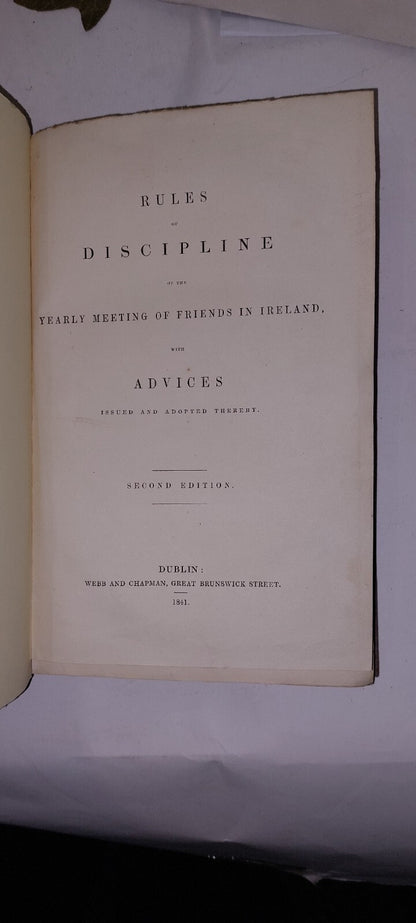 RULES
OF
DISCIPLINE
OF THE
YEARLY MEETING OF FRIENDS IN IRELAND,
WITH
ADVICES
ISSUED AND ADOPTED THEREBY.
SECOND EDITION.
DUBLIN:
WEBB AND CHAPMAN, GREAT BRUNSWICK STREET.
1841.